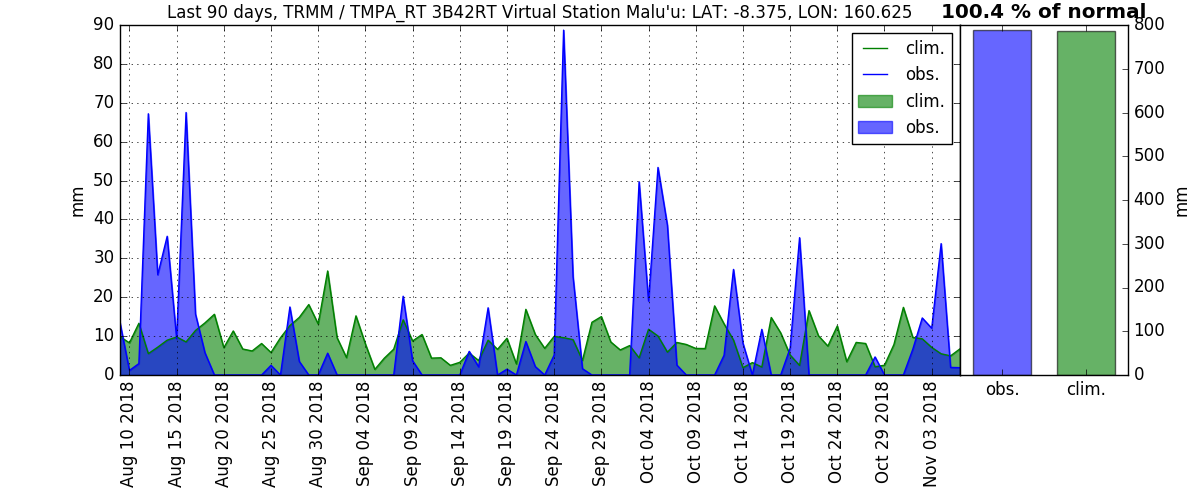 Last 90 days, TRMM / TMPA_RT 3B42RT Virtual Station Malu'u: LAT: -8.375, LON: 160.625
100.4 % of normal
90
80
70
60
50
40
30
20
10
0
mm
clim.
obs.
clim.
obs.
800
700
600
500
400
300
200
100
0
mm
obs.
clim.
Aug 10 2018
Aug 15 2018
Aug 20 2018
Aug 25 2018
Aug 30 2018
Sep 04 2018
Sep 09 2018
Sep 14 2018
Sep 19 2018
Sep 24 2018
Sep 29 2018
Oct 04 2018
Oct 09 2018
Oct 14 2018
Oct 19 2018
Oct 24 2018
Oct 29 2018
Nov 03 2018